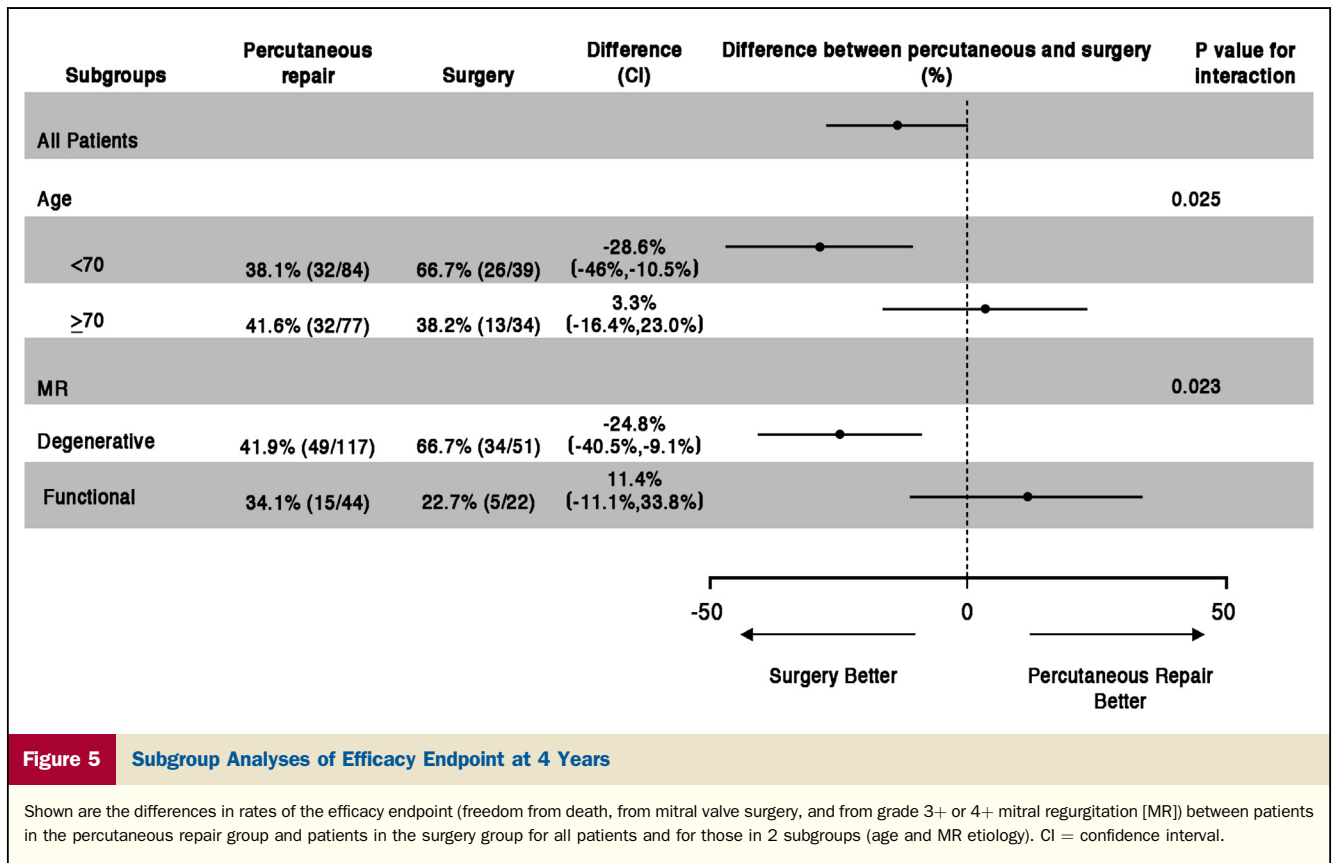 Subgroups Percutaneous repair Surgery Difference (CI) Difference between percutaneous and surgery (%) P value for interaction
All Patients
Age 0.025
<70 38.1% (32/84) 66.7% (26/39) -28.6% (-46%,-10.5%)
≥70 41.6% (32/77) 38.2% (13/34) 3.3% (-16.4%,23.0%)
MR 0.023
Degenerative 41.9% (49/117) 66.7% (34/51) -24.8% (-40.5%,-9.1%)
Functional 34.1% (15/44) 22.7% (5/22) 11.4% (-11.1%,33.8%)
-50 0 50
Surgery Better Percutaneous Repair Better
Figure 5 Subgroup Analyses of Efficacy Endpoint at 4 Years
Shown are the differences in rates of the efficacy endpoint (freedom from death, from mitral valve surgery, and from grade 3+ or 4+ mitral regurgitation [MR]) between patients
in the percutaneous repair group and patients in the surgery group for all patients and for those in 2 subgroups (age and MR etiology). CI = confidence interval.